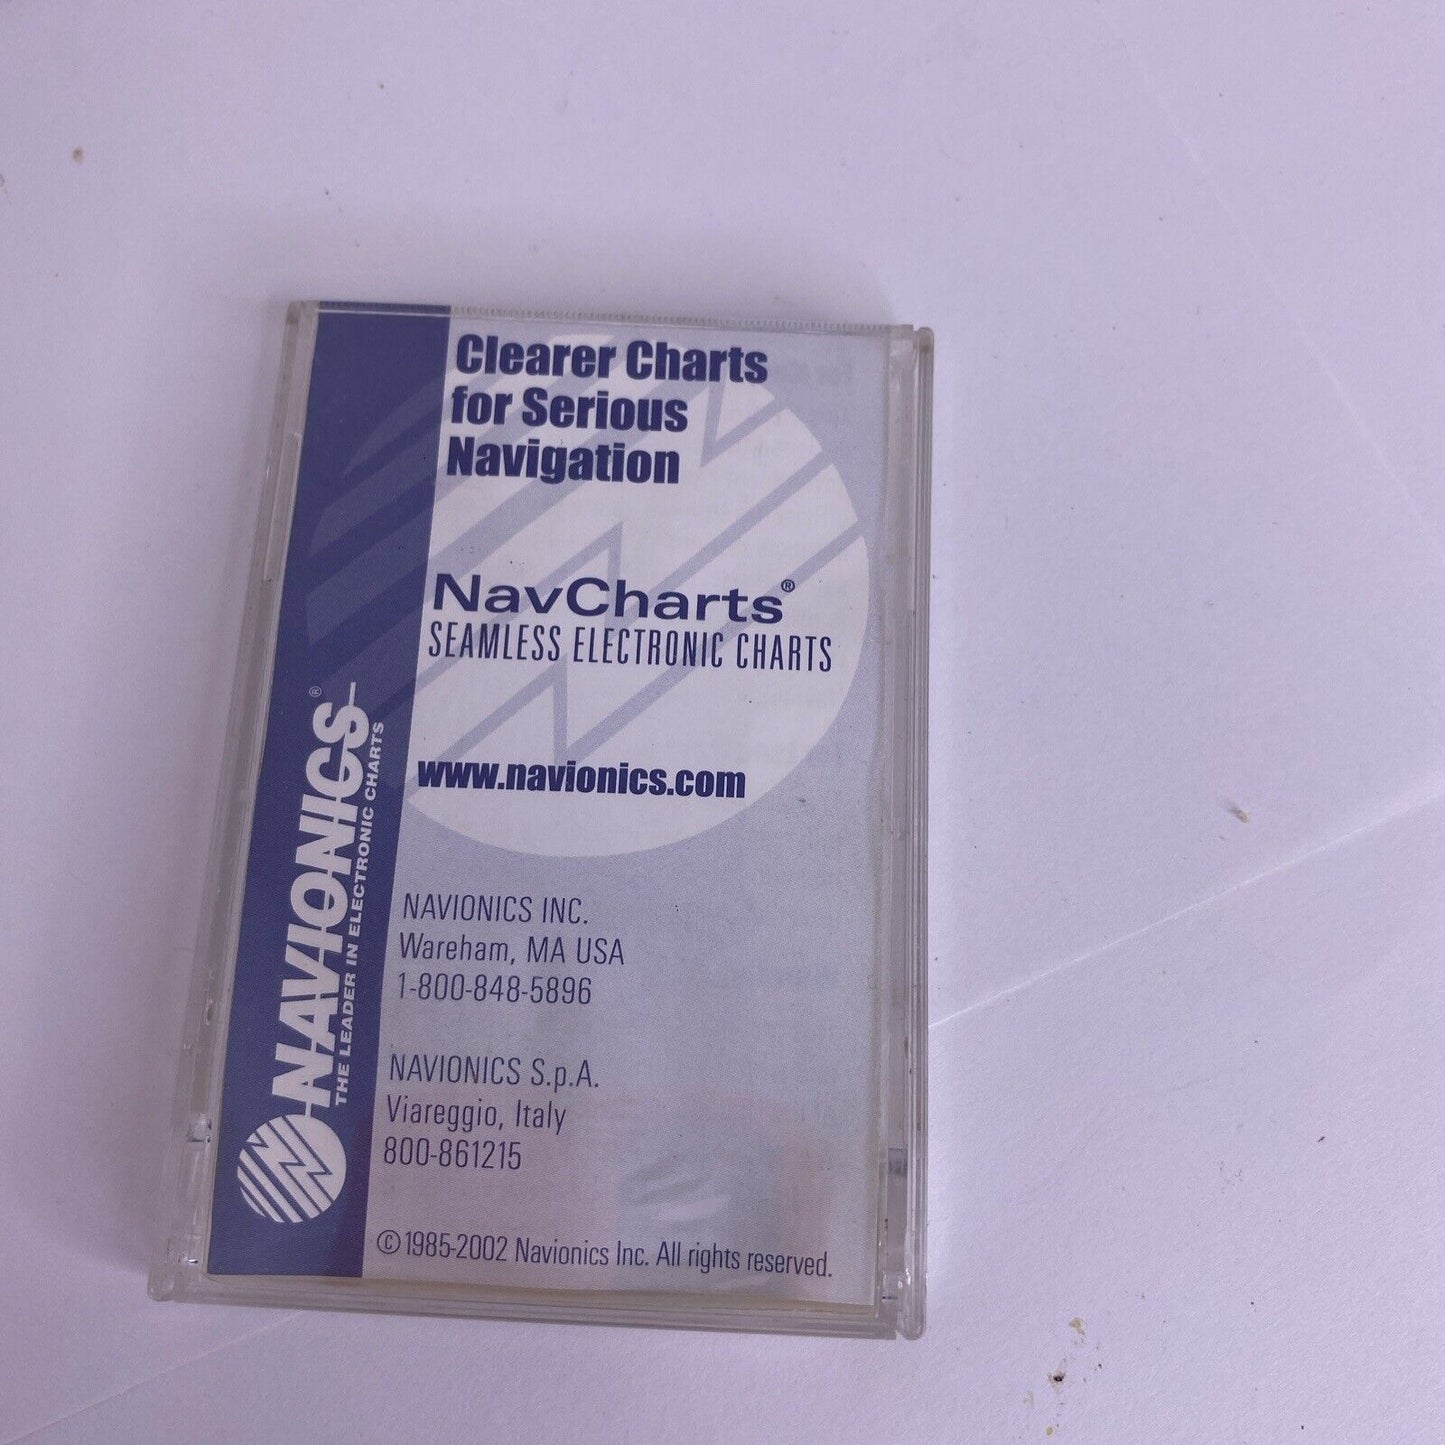 Clearer Charts
for Serious
Navigation
NavCharts®
SEAMLESS ELECTRONIC CHARTS
www.navionics.com
NAVIONICS®
THE LEADER IN ELECTRONIC CHARTS
NAVIONICS INC.
Wareham, MA USA
1-800-848-5896
NAVIONICS S.p.A.
Viareggio, Italy
800-861215
© 1985-2002 Navionics Inc. All rights reserved.